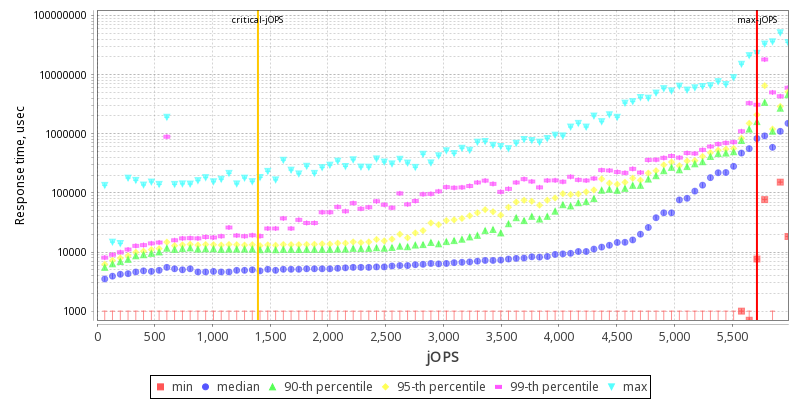 critical-jOPS
max-jOPS
100000000
10000000
1000000
100000
10000
1000
Response time, usec
0
500
1,000
1,500
2,000
2,500
3,000
3,500
4,000
4,500
5,000
5,500
jOPS
min
median
90-th percentile
95-th percentile
99-th percentile
max